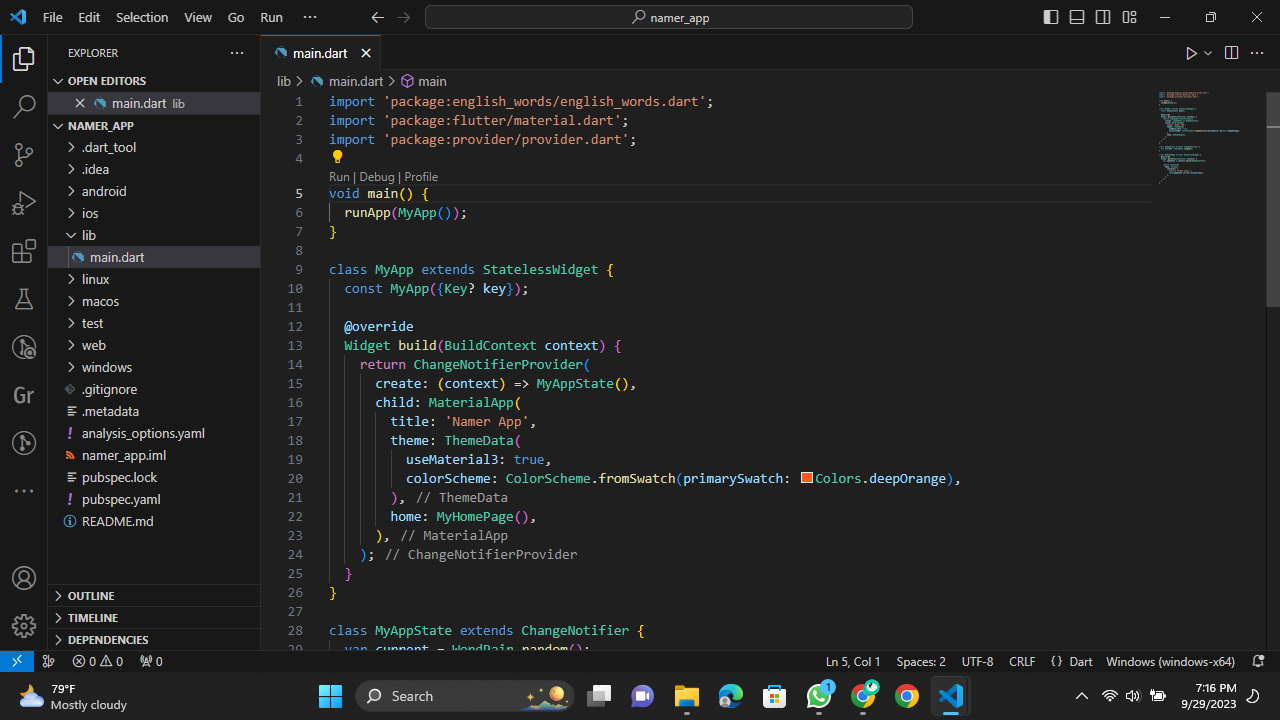 File Edit Selection View Go Run ···
namer_app
EXPLORER
OPEN EDITORS
main.dart lib
NAMER_APP
.dart_tool
.idea
android
ios
lib
main.dart
linux
macos
test
web
windows
.gitignore
.metadata
analysis_options.yaml
namer_app.iml
pubspec.lock
pubspec.yaml
README.md
Gr
OUTLINE
TIMELINE
DEPENDENCIES
main.dart
lib > main.dart > main
1 import 'package:english_words/english_words.dart';
2 import 'package:flutter/material.dart';
3 import 'package:provider/provider.dart';
4
Run | Debug | Profile
5 void main() {
6 runApp(MyApp());
7 }
8
9 class MyApp extends StatelessWidget {
10 const MyApp({Key? key});
11
12 @override
13 Widget build(BuildContext context) {
14 return ChangeNotifierProvider(
15 create: (context) => MyAppState(),
16 child: MaterialApp(
17 title: 'Namer App',
18 theme: ThemeData(
19 useMaterial3: true,
20 colorScheme: ColorScheme.fromSwatch(primarySwatch: Colors.deepOrange),
21 ), // ThemeData
22 home: MyHomePage(),
23 ), // MaterialApp
24 ); // ChangeNotifierProvider
25 }
26 }
27
28 class MyAppState extends ChangeNotifier {
29 var current = WordPair.random();
0 0 0 Ln 5, Col 1 Spaces: 2 UTF-8 CRLF {} Dart Windows (windows-x64)
79°F
Mostly cloudy
Search
1
7:16 PM
9/29/2023